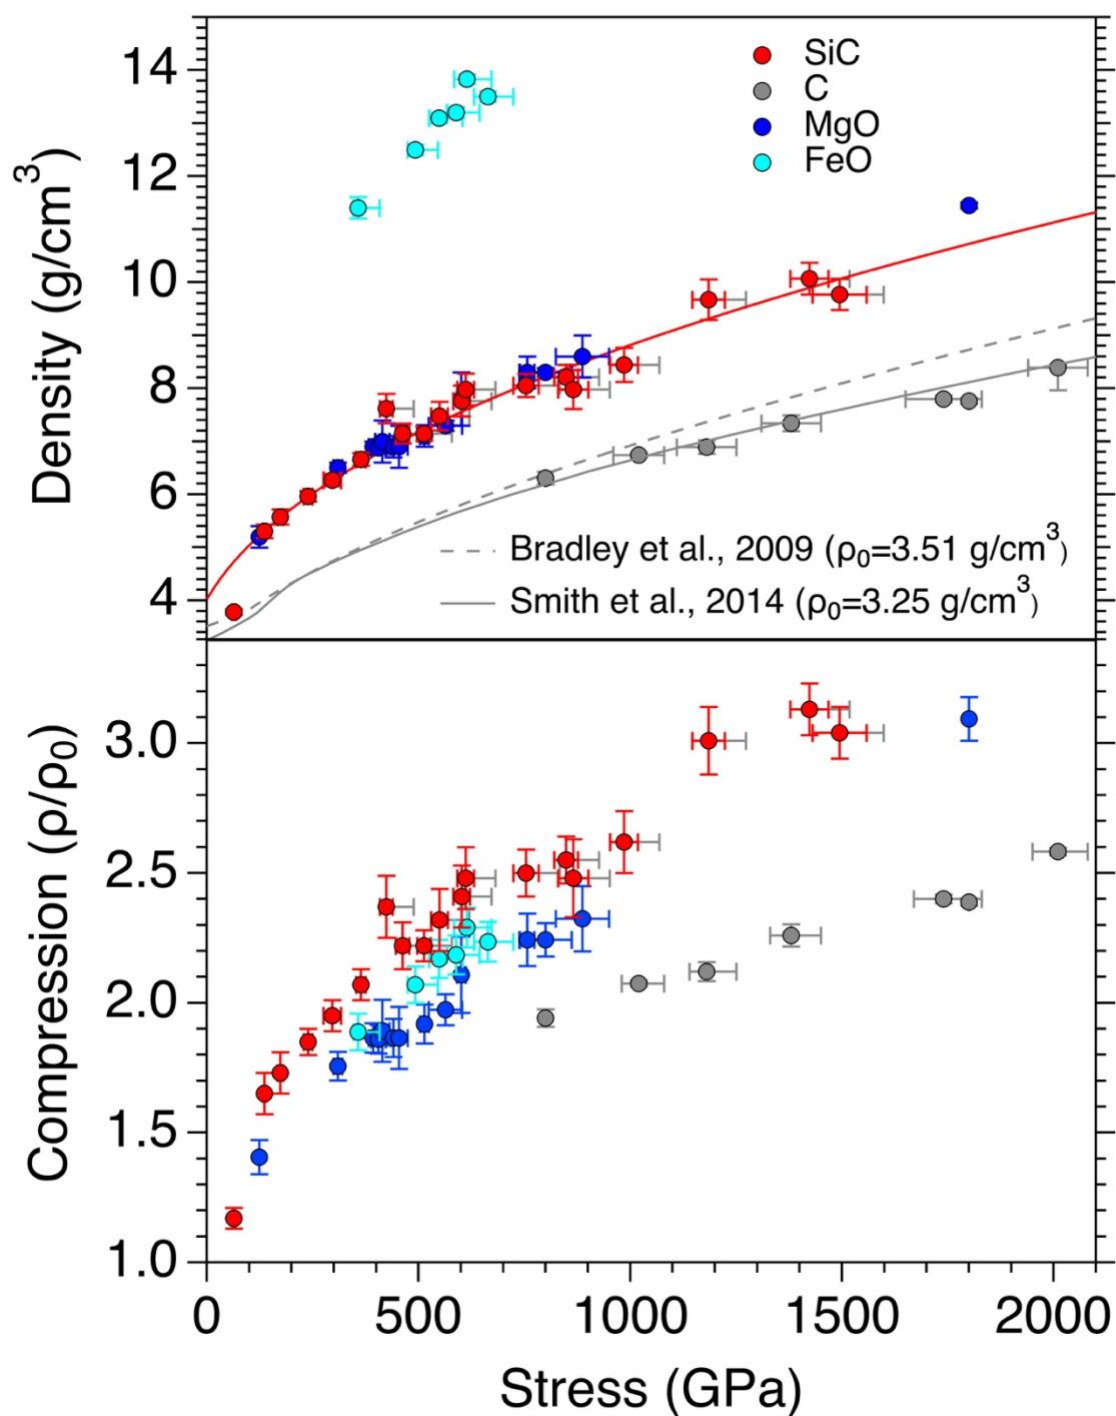 14
12
10
8
6
4
Density (g/cm³)
SiC
C
MgO
FeO
Bradley et al., 2009 (ρ₀=3.51 g/cm³)
Smith et al., 2014 (ρ₀=3.25 g/cm³)
3.0
2.5
2.0
1.5
1.0
Compression (ρ/ρ₀)
0 500 1000 1500 2000
Stress (GPa)